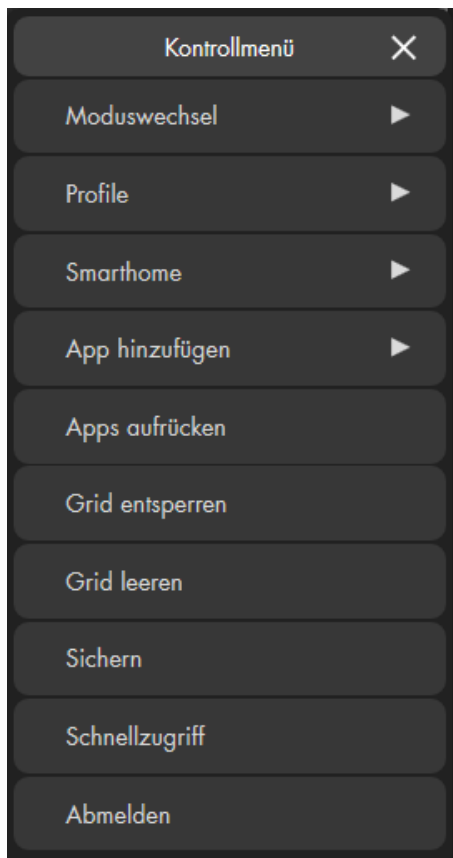 Kontrollmenü
Moduswechsel
Profile
Smarthome
App hinzufügen
Apps aufrücken
Grid entsperren
Grid leeren
Sichern
Schnellzugriff
Abmelden